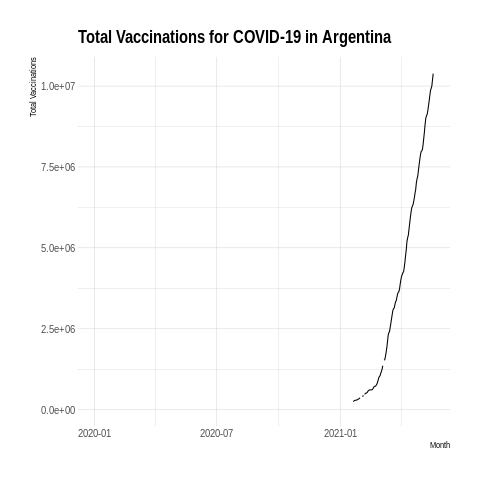 Total Vaccinations for COVID-19 in Argentina
Total Vaccinations
1.0e+07
7.5e+06
5.0e+06
2.5e+06
0.0e+00
2020-01
2020-07
2021-01
Month